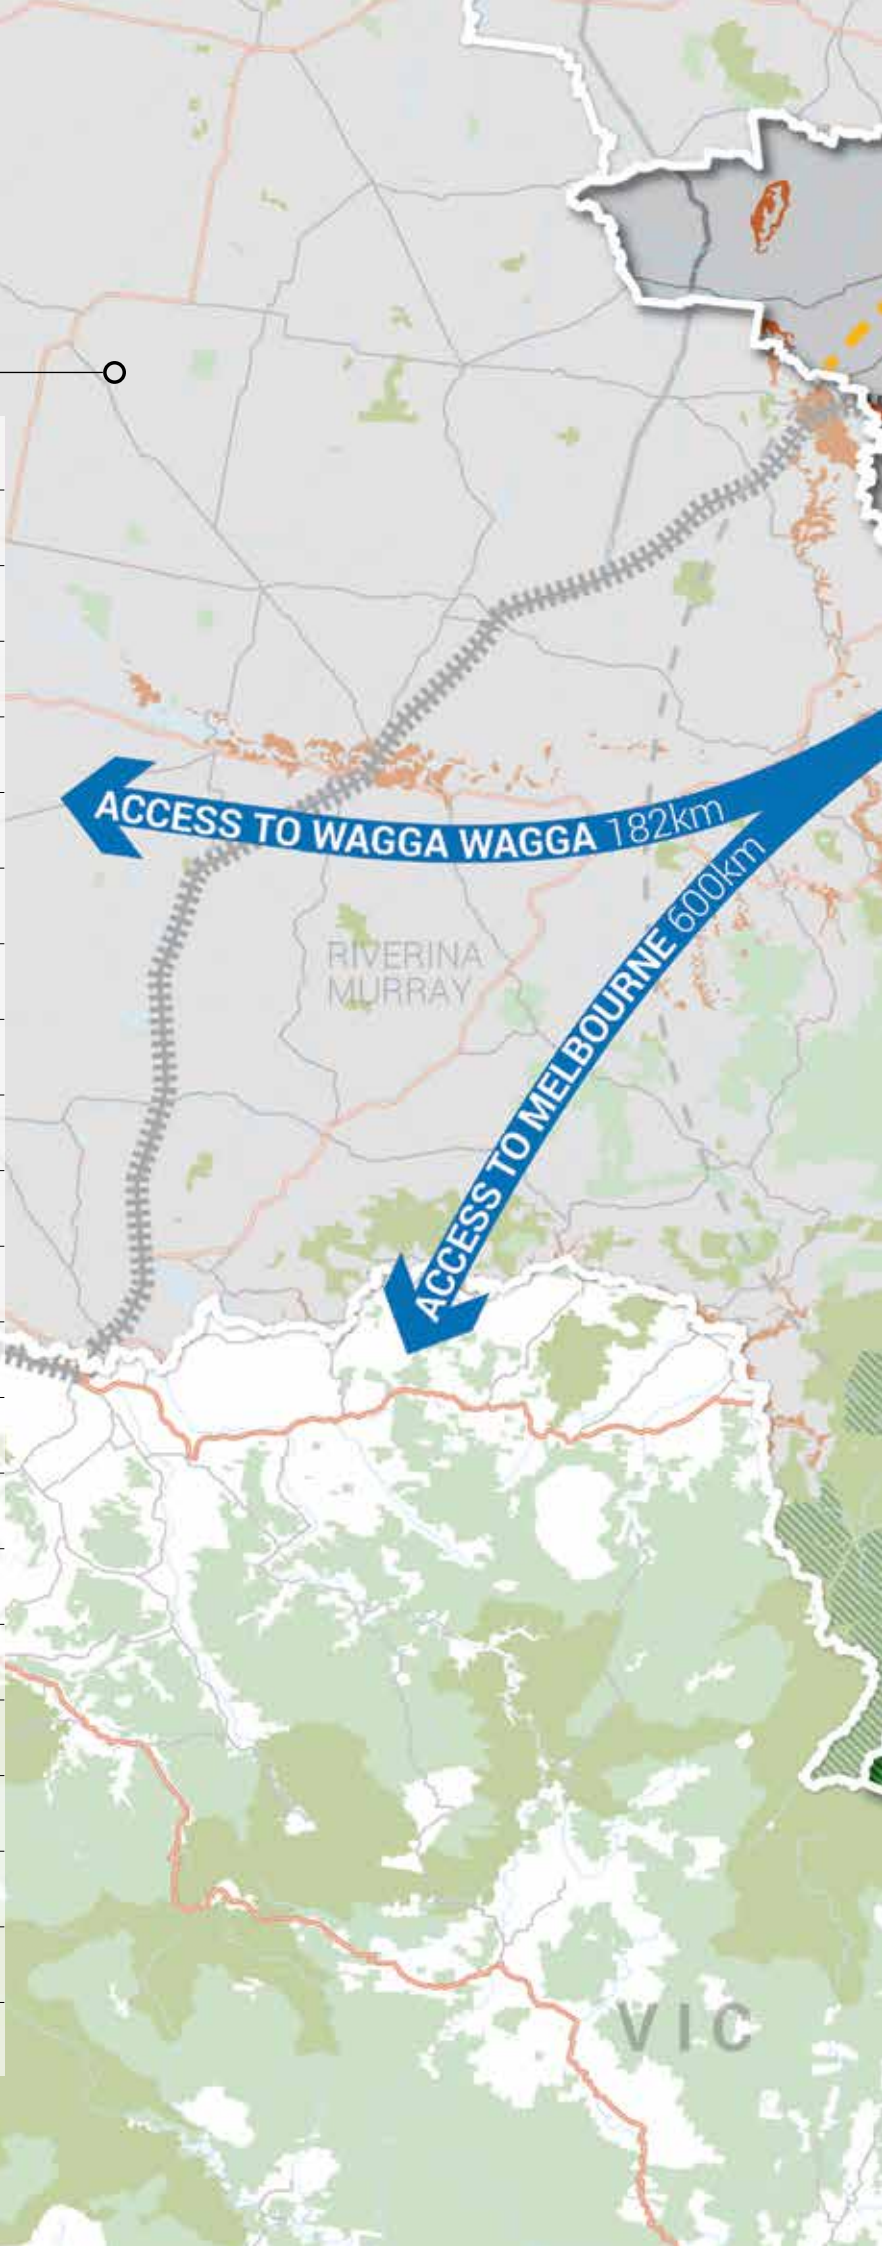 ACCESS TO WAGGA WAGGA 182km
ACCESS TO MELBOURNE 600km
RIVERINA
MURRAY
VIC